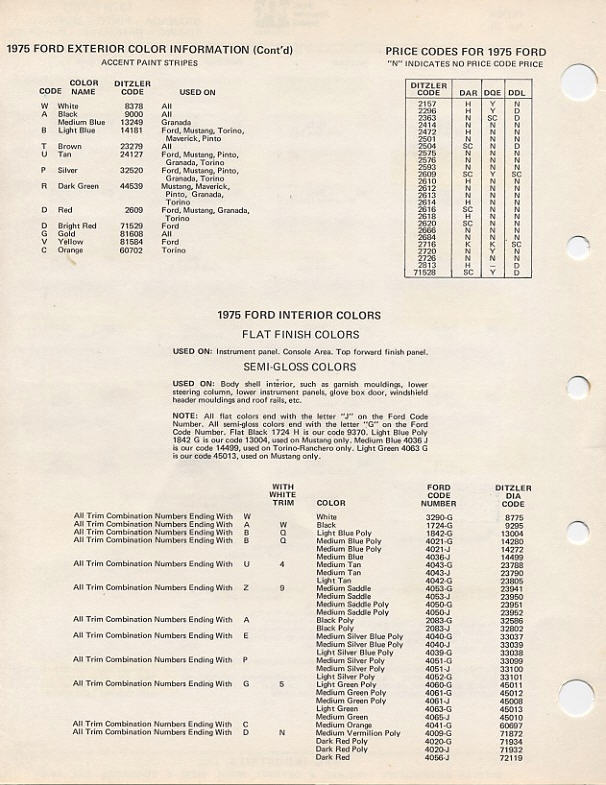 1975 FORD EXTERIOR COLOR INFORMATION (Cont'd)
ACCENT PAINT STRIPES
CODE COLOR NAME DITZLER CODE USED ON
W White 8378 All
A Black 9000 All
Medium Blue 13249 Granada
B Light Blue 14181 Ford, Mustang, Torino,
Maverick, Pinto
T Brown 23279 All
U Tan 24127 Ford, Mustang, Pinto,
Granada, Torino
P Silver 32520 Ford, Mustang, Pinto,
Granada, Torino
R Dark Green 44539 Mustang, Maverick,
Pinto, Granada,
Torino
D Red 2609 Ford, Mustang, Granada,
Torino
D Bright Red 71529 Ford
G Gold 81608 All
V Yellow 81584 Ford
C Orange 60702 Torino
PRICE CODES FOR 1975 FORD
"N" INDICATES NO PRICE CODE PRICE
DITZLER CODE DAR DQE DDL
2157 H Y N
2296 H Y D
2363 N SC D
2414 N N N
2472 H N N
2501 N N N
2504 SC N D
2575 N N N
2576 N N N
2593 N N N
2609 SC Y SC
2610 H N N
2612 N N N
2613 N N N
2614 H N N
2616 SC N N
2618 H N N
2620 SC N N
2666 N N N
2684 N N N
2716 K K SC
2720 N Y N
2726 N N N
2813 H – D
71528 SC Y D
1975 FORD INTERIOR COLORS
FLAT FINISH COLORS
USED ON: Instrument panel. Console Area. Top forward finish panel.
SEMI-GLOSS COLORS
USED ON: Body shell interior, such as garnish mouldings, lower
steering column, lower instrument panels, glove box door, windshield
header mouldings and roof rails, etc.
NOTE: All flat colors end with the letter "J" on the Ford Code
Number. All semi-gloss colors end with the letter "G" on the Ford
Code Number. Flat Black 1724 H is our code 9370. Light Blue Poly
1842 G is our code 13004, used on Mustang only. Medium Blue 4036 J
is our code 14499, used on Torino-Ranchero only. Light Green 4063 G
is our code 45013, used on Mustang only.
WITH WHITE TRIM COLOR FORD CODE NUMBER DITZLER DIA CODE
All Trim Combination Numbers Ending With W White 3290-G 8775
All Trim Combination Numbers Ending With A W Black 1724-G 9295
All Trim Combination Numbers Ending With B Q Light Blue Poly 1842-G 13004
All Trim Combination Numbers Ending With B Q Medium Blue Poly 4021-G 14280
Medium Blue Poly 4021-J 14272
Medium Blue 4036-J 14499
All Trim Combination Numbers Ending With U 4 Medium Tan 4043-G 23788
Medium Tan 4043-J 23790
Light Tan 4042-G 23805
All Trim Combination Numbers Ending With Z 9 Medium Saddle 4053-G 23941
Medium Saddle 4053-J 23950
Medium Saddle Poly 4050-G 23951
Medium Saddle Poly 4050-J 23952
All Trim Combination Numbers Ending With A Black Poly 2083-G 32586
Black Poly 2083-J 32802
All Trim Combination Numbers Ending With E Medium Silver Blue Poly 4040-G 33037
Medium Silver Blue Poly 4040-J 33039
Light Silver Blue Poly 4039-G 33038
All Trim Combination Numbers Ending With P Medium Silver Poly 4051-G 33099
Medium Silver Poly 4051-J 33100
Light Silver Poly 4052-G 33101
All Trim Combination Numbers Ending With G 5 Light Green Poly 4060-G 45011
Medium Green Poly 4061-G 45012
Medium Green Poly 4061-J 45008
Light Green 4063-G 45013
Medium Green 4065-J 45010
All Trim Combination Numbers Ending With C Medium Orange 4041-G 60697
All Trim Combination Numbers Ending With D N Medium Vermilion Poly 4009-G 71872
Dark Red Poly 4020-G 71934
Dark Red Poly 4020-J 71932
Dark Red 4056-J 72119